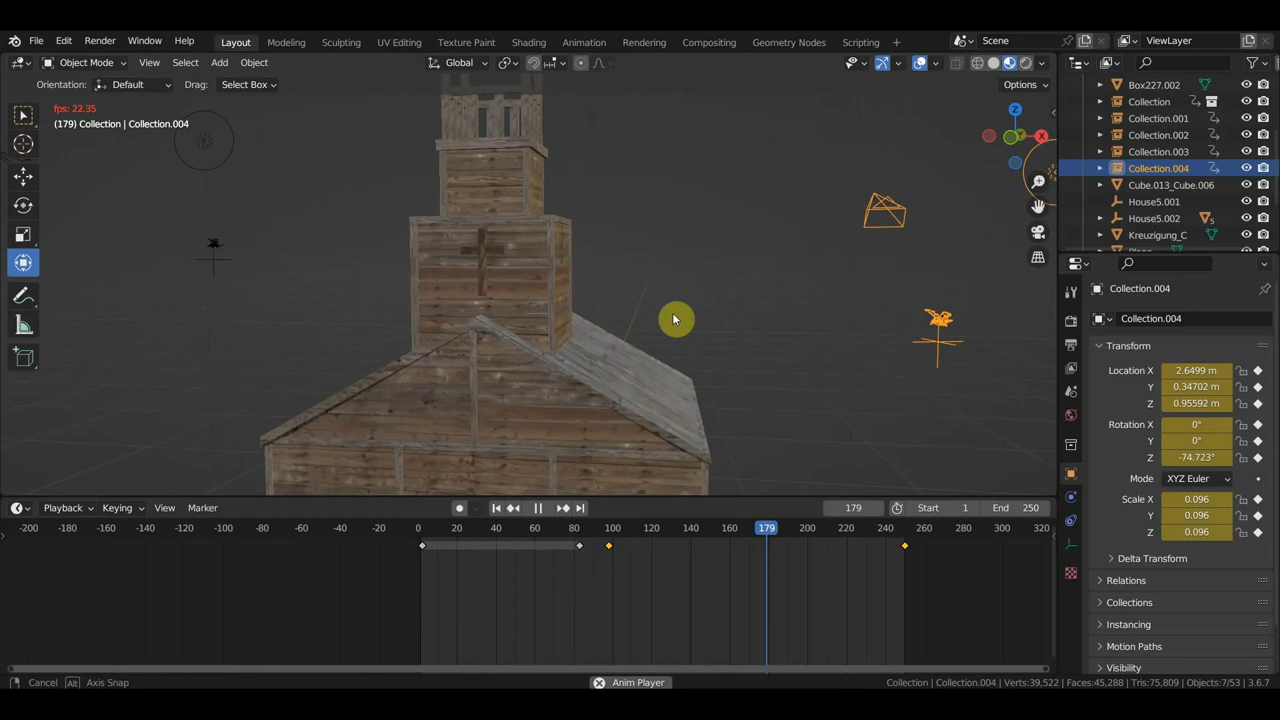 File Edit Render Window Help Layout Modeling Sculpting UV Editing Texture Paint Shading Animation Rendering Compositing Geometry Nodes Scripting + Scene ViewLayer
Object Mode View Select Add Object Global
Orientation: Default Drag: Select Box Options
fps: 22.35
(179) Collection | Collection.004
Z
X
Box227.002
Collection
Collection.001
Collection.002
Collection.003
Collection.004
Cube.013_Cube.006
House5.001
House5.002 5
Kreuzigung_C
Collection.004
Collection.004
Transform
Location X 2.6499 m
Y 0.34702 m
Z 0.95592 m
Rotation X 0°
Y 0°
Z -74.723°
Mode XYZ Euler
Scale X 0.096
Y 0.096
Z 0.096
Delta Transform
Relations
Collections
Instancing
Motion Paths
Visibility
Playback Keying View Marker 179 Start 1 End 250
-200 -180 -160 -140 -120 -100 -80 -60 -40 -20 0 20 40 60 80 100 120 140 160 179 200 220 240 260 280 300 320
Cancel Alt Axis Snap Anim Player Collection | Collection.004 | Verts:39,522 | Faces:45,288 | Tris:75,809 | Objects:7/53 | 3.6.7